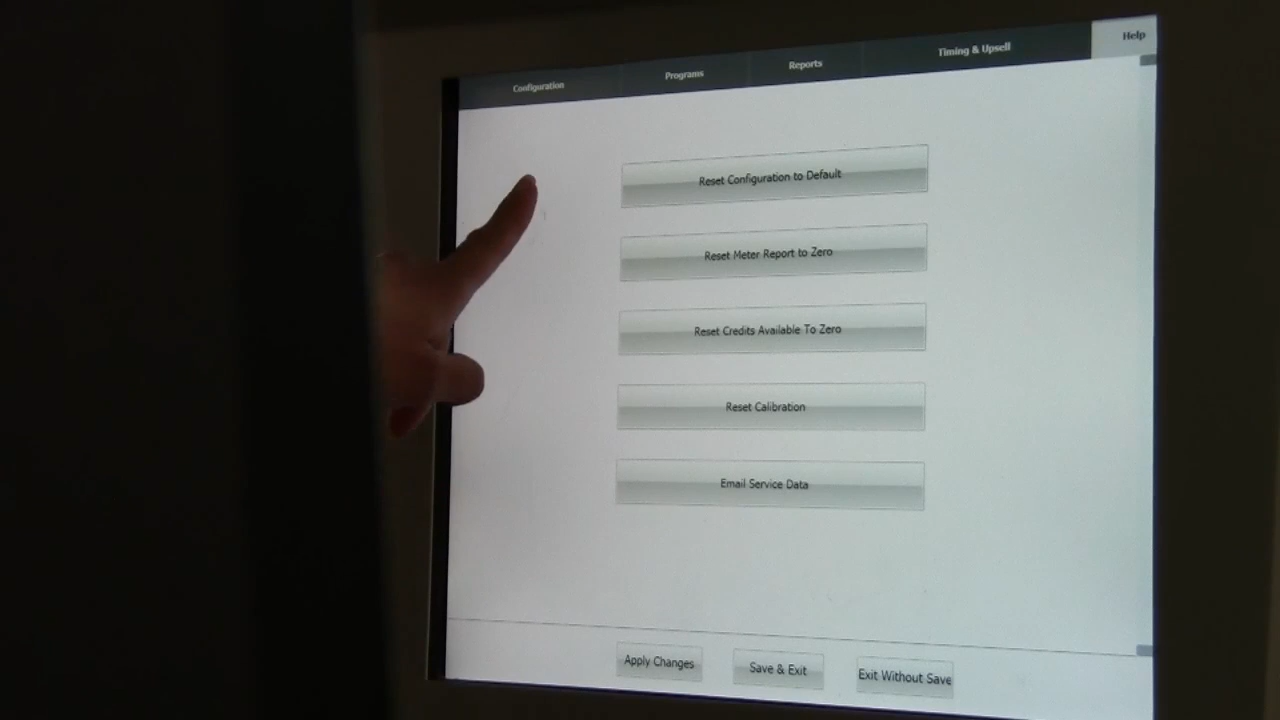 Configuration
Programs
Reports
Timing & Upsell
Help
Reset Configuration to Default
Reset Meter Report to Zero
Reset Credits Available To Zero
Reset Calibration
Email Service Data
Apply Changes
Save & Exit
Exit Without Save